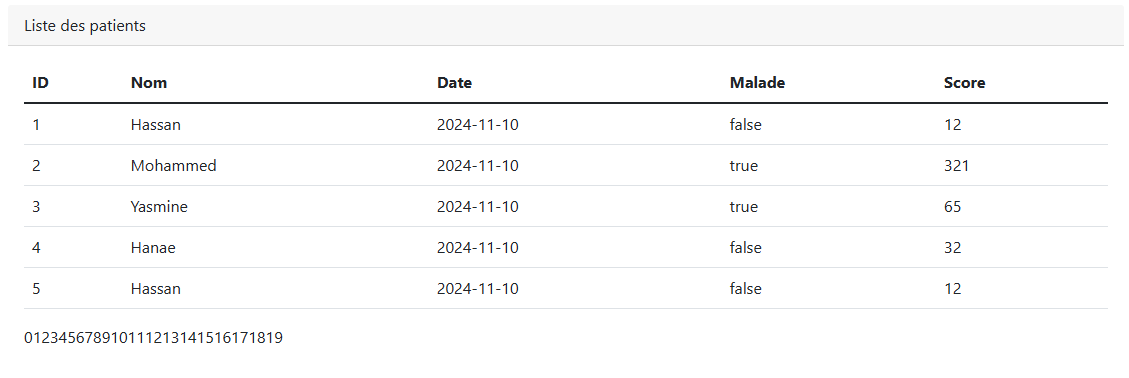 Liste des patients
ID Nom Date Malade Score
1 Hassan 2024-11-10 false 12
2 Mohammed 2024-11-10 true 321
3 Yasmine 2024-11-10 true 65
4 Hanae 2024-11-10 false 32
5 Hassan 2024-11-10 false 12
012345678910111213141516171819